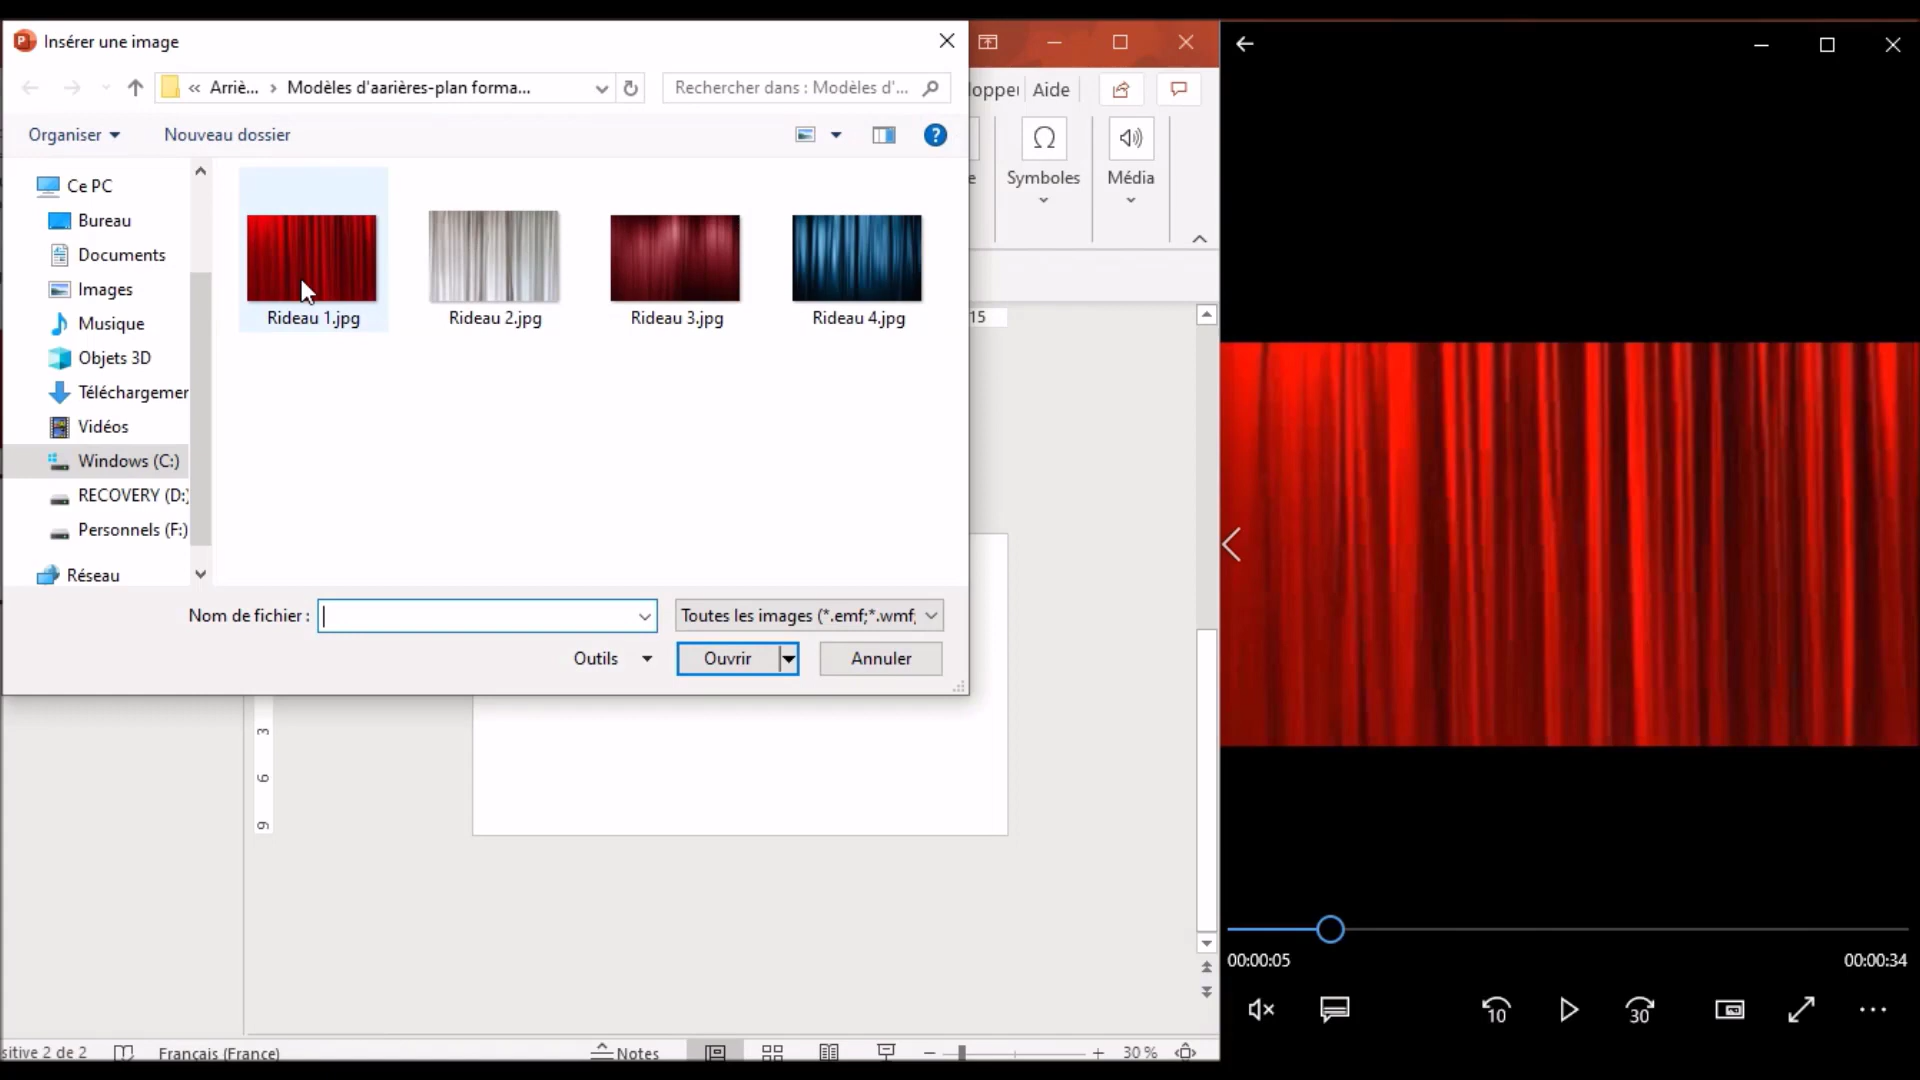 Insérer une image
« Arriè... > Modèles d'aarières-plan forma...
Rechercher dans : Modèles d'...
Organiser
Nouveau dossier
Ce PC
Bureau
Documents
Images
Musique
Objets 3D
Téléchargemer
Vidéos
Windows (C:)
RECOVERY (D:)
Personnels (F:)
Réseau
Rideau 1.jpg
Rideau 2.jpg
Rideau 3.jpg
Rideau 4.jpg
Nom de fichier :
Toutes les images (*.emf;*.wmf;
Outils
Ouvrir
Annuler
Aide
Symboles
Média
15
3
6
9
sitive 2 de 2
Français (France)
Notes
30 %
00:00:05
00:00:34
10
30